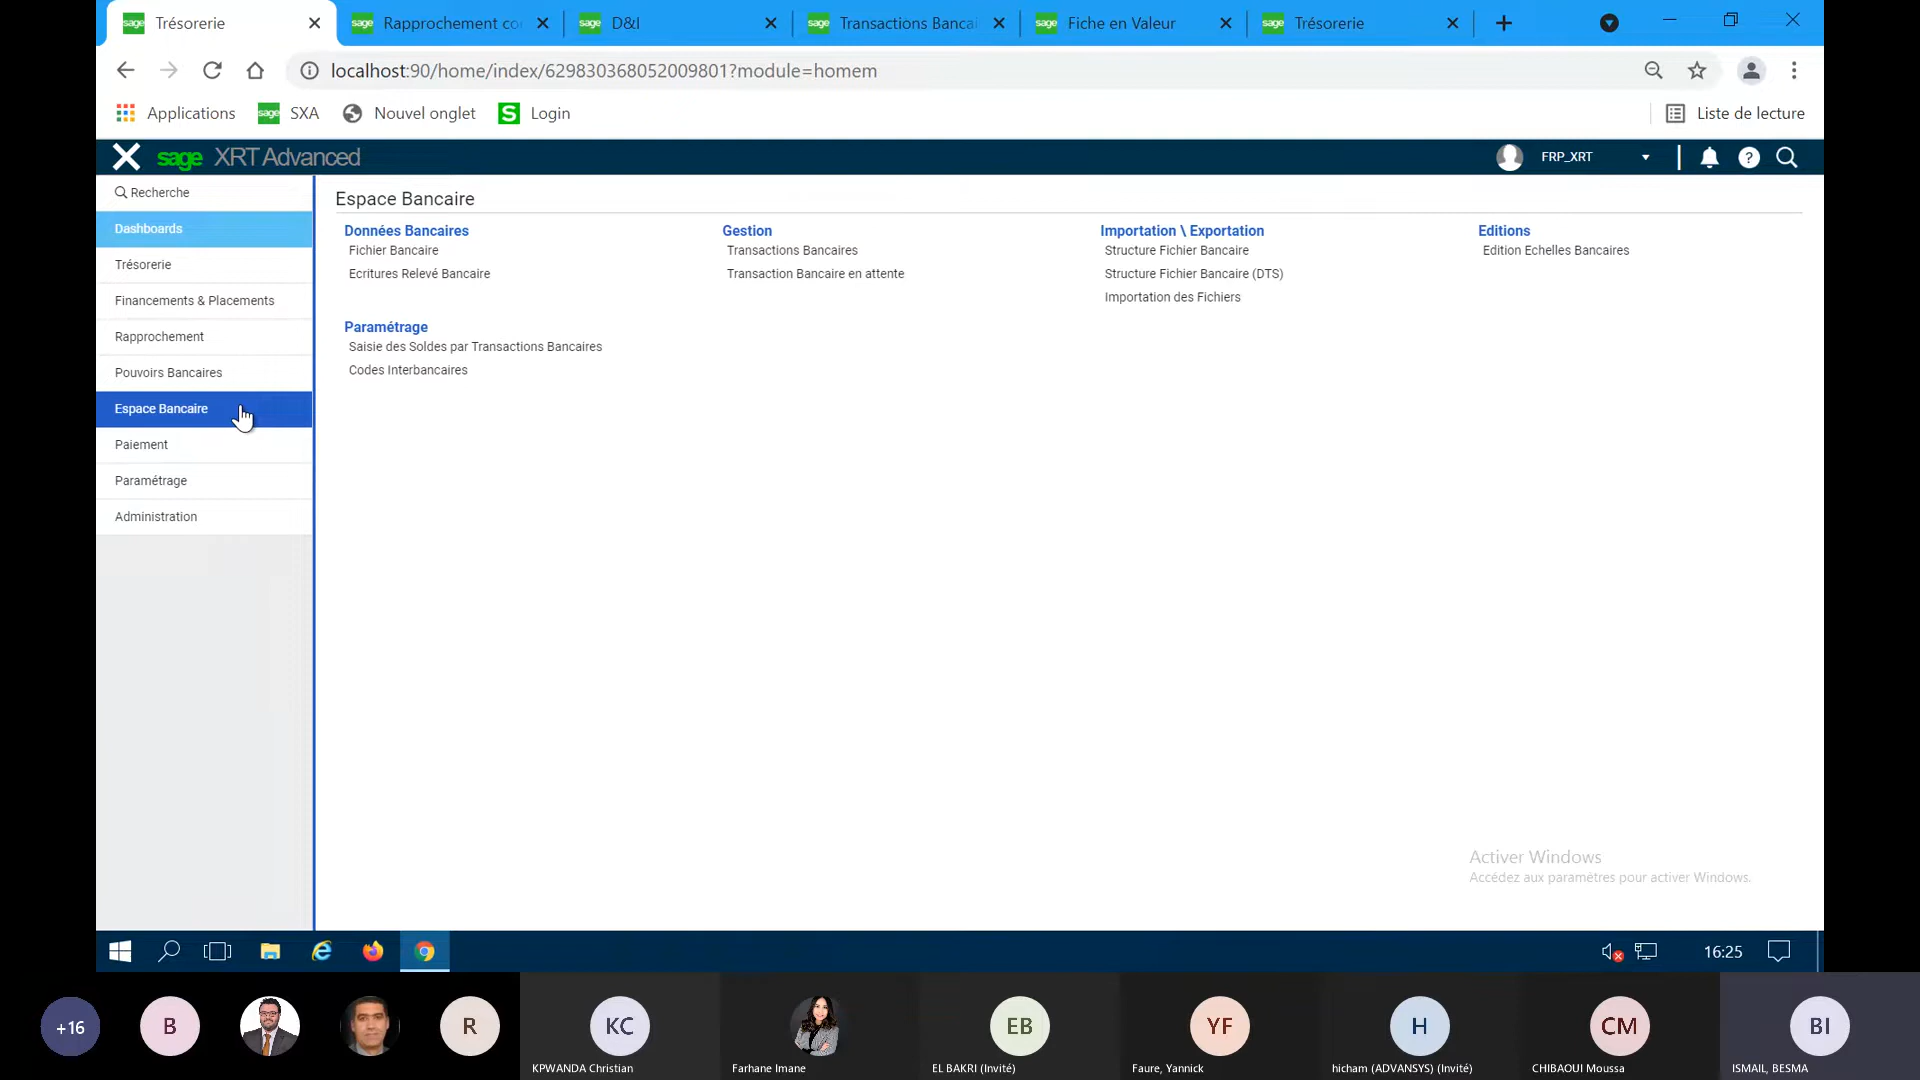 Trésorerie
Rapprochement co
D&I
Transactions Bancai
Fiche en Valeur
Trésorerie
localhost:90/home/index/629830368052009801?module=homem
Applications
sage SXA
Nouvel onglet
S Login
Liste de lecture
sage XRT Advanced
FRP_XRT
Recherche
Dashboards
Trésorerie
Financements & Placements
Rapprochement
Pouvoirs Bancaires
Espace Bancaire
Paiement
Paramétrage
Administration
Espace Bancaire
Données Bancaires
Fichier Bancaire
Ecritures Relevé Bancaire
Gestion
Transactions Bancaires
Transaction Bancaire en attente
Importation \ Exportation
Structure Fichier Bancaire
Structure Fichier Bancaire (DTS)
Importation des Fichiers
Editions
Edition Echelles Bancaires
Paramétrage
Saisie des Soldes par Transactions Bancaires
Codes Interbancaires
Activer Windows
Accédez aux paramètres pour activer Windows.
16:25
+16
B
R
KC
EB
YF
H
CM
BI
KPWANDA Christian
Farhane Imane
EL BAKRI (Invité)
Faure, Yannick
hicham (ADVANSYS) (Invité)
CHIBAOUI Moussa
ISMAIL, BESMA